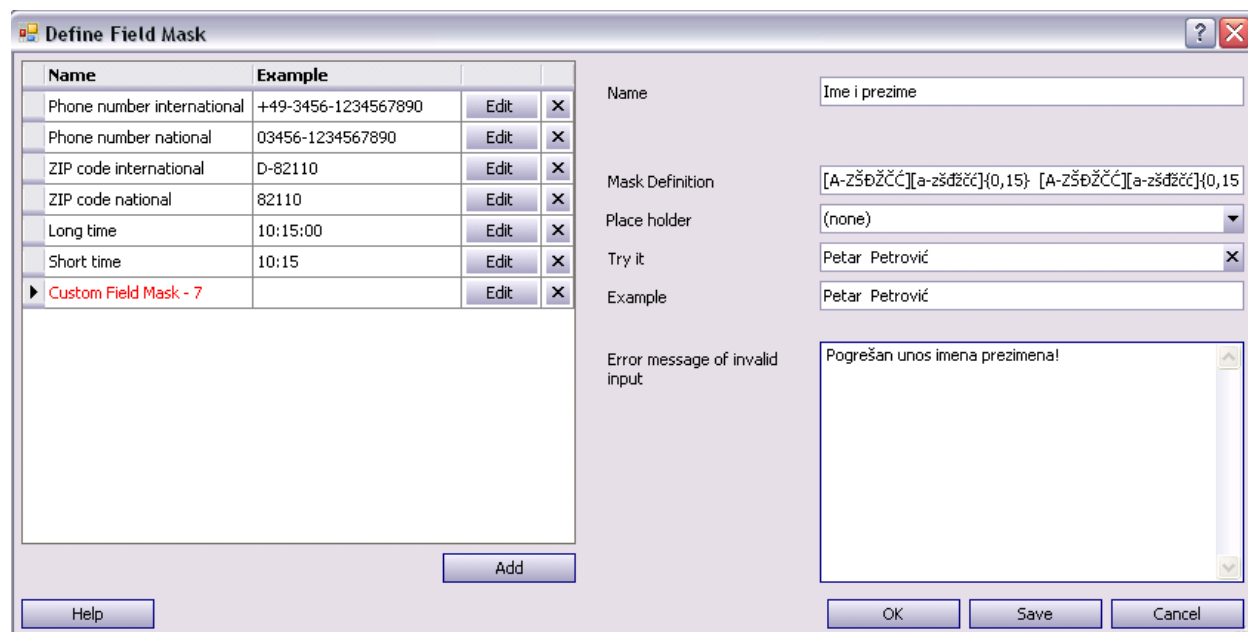 Define Field Mask
Name Example
Phone number international +49-3456-1234567890 Edit
Phone number national 03456-1234567890 Edit
ZIP code international D-82110 Edit
ZIP code national 82110 Edit
Long time 10:15:00 Edit
Short time 10:15 Edit
Custom Field Mask - 7 Edit
Add
Help
Name Ime i prezime
Mask Definition [A-ZŠĐŽČĆ][a-zšđžčć]{0,15} [A-ZŠĐŽČĆ][a-zšđžčć]{0,15
Place holder (none)
Try it Petar Petrović
Example Petar Petrović
Error message of invalid
input
Pogrešan unos imena prezimena!
OK Save Cancel